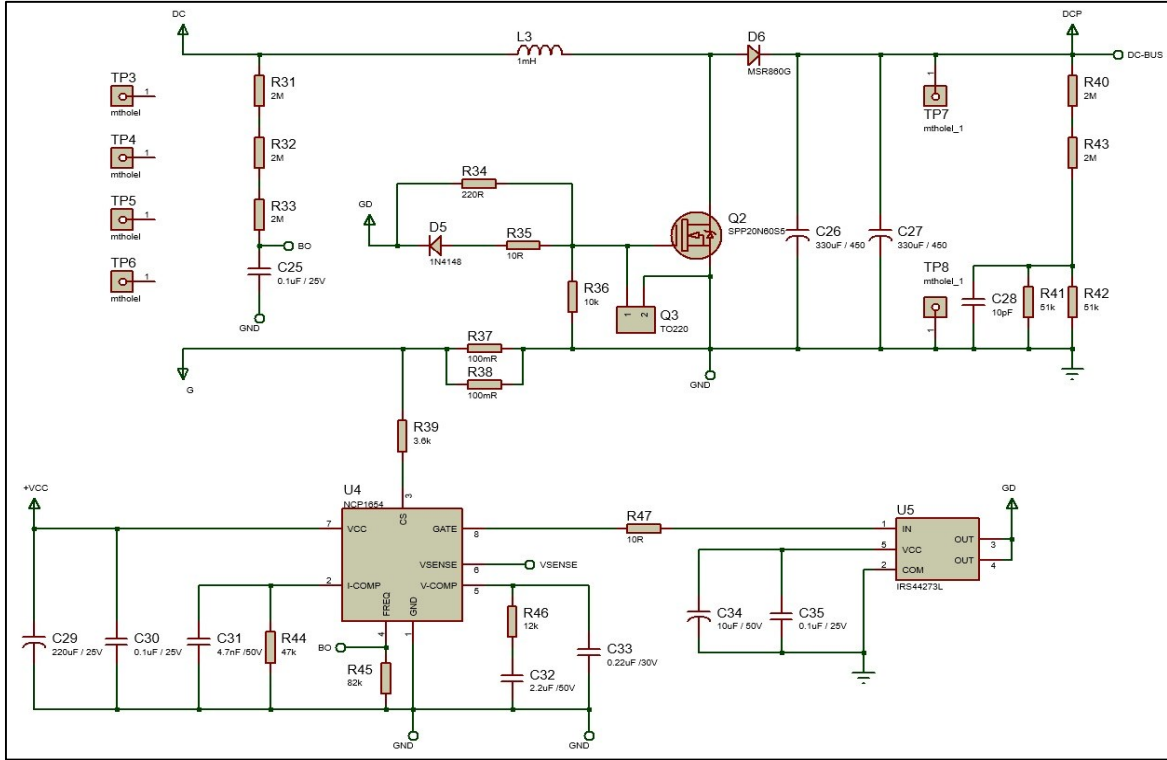 DC
DCP
L3
1mH
D6
MSR860G
DC-BUS
TP3
1
mtholel
TP4
1
mtholel
TP5
1
mtholel
TP6
1
mtholel
R31
2M
R32
2M
R33
2M
BO
C25
0.1uF / 25V
GND
R34
220R
GD
D5
1N4148
R35
10R
R36
10k
Q2
SPP20N60S5
1
2
Q3
TO220
C26
330uF / 450
C27
330uF / 450
1
TP7
mtholel_1
TP8
mtholel_1
1
R40
2M
R43
2M
C28
10pF
R41
51k
R42
51k
R37
100mR
R38
100mR
G
GND
R39
3.6k
+VCC
U4
NCP1654
3
CS
7
VCC
GATE
8
VSENSE
6
VSENSE
2
I-COMP
V-COMP
5
FREQ
GND
4
1
R47
10R
GD
U5
1
IN
5
VCC
2
COM
OUT
3
OUT
4
IRS44273L
C29
220uF / 25V
C30
0.1uF / 25V
C31
4.7nF /50V
R44
47k
BO
R45
82k
R46
12k
C32
2.2uF /50V
C33
0.22uF /30V
C34
10uF / 50V
C35
0.1uF / 25V
GND
GND